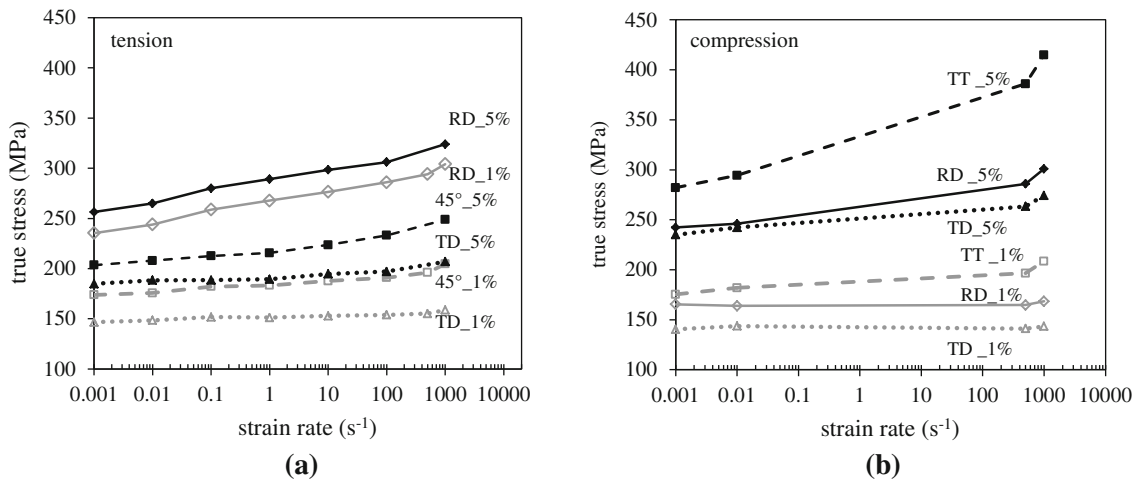 450
400
350
300
250
200
150
100
true stress (MPa)
tension
RD_5%
RD_1%
45°_5%
TD_5%
45°_1%
TD_1%
0.001 0.01 0.1 1 10 100 1000 10000
strain rate (s-1)
(a)
450
400
350
300
250
200
150
100
true stress (MPa)
compression
TT _5%
RD _5%
TD_5%
TT _1%
RD_1%
TD _1%
0.001 0.01 0.1 1 10 100 1000 10000
strain rate (s-1)
(b)